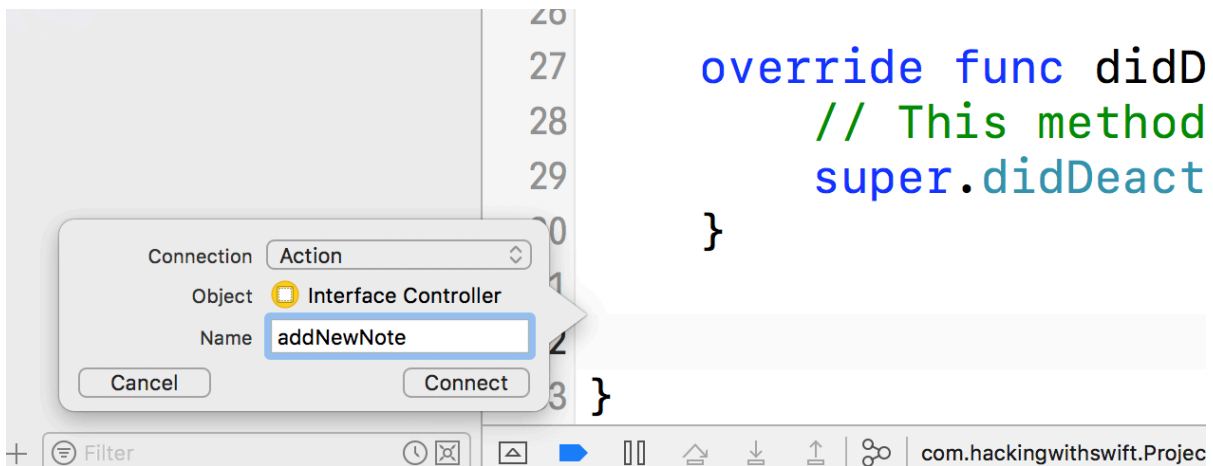 26
27 override func didD
28 // This method
29 super.didDeact
}
}
Connection Action
Object Interface Controller
Name addNewNote
Cancel Connect
Filter
com.hackingwithswift.Projec